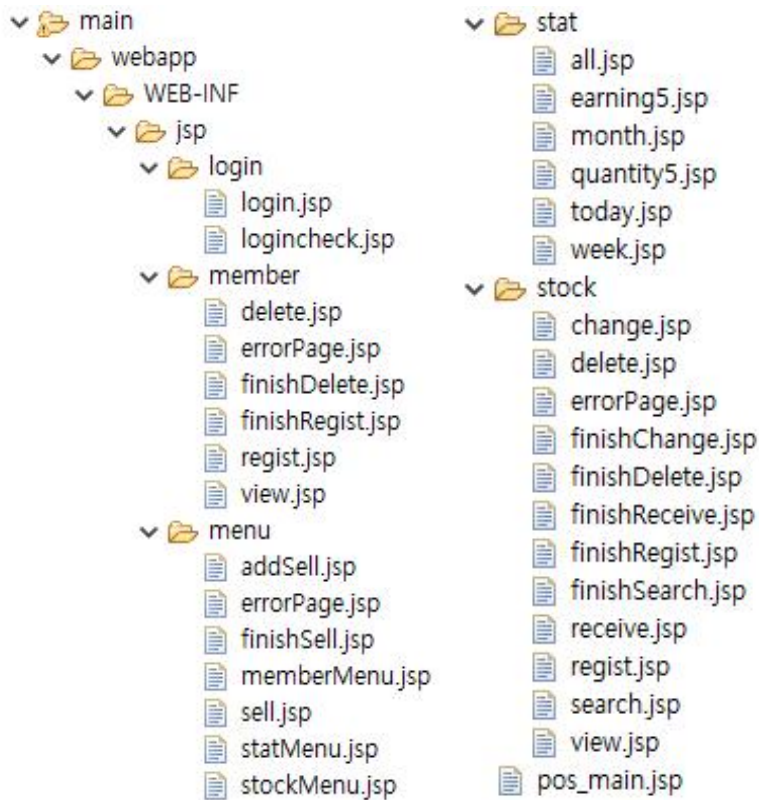 main
webapp
WEB-INF
jsp
login
login.jsp
logincheck.jsp
member
delete.jsp
errorPage.jsp
finishDelete.jsp
finishRegist.jsp
regist.jsp
view.jsp
menu
addSell.jsp
errorPage.jsp
finishSell.jsp
memberMenu.jsp
sell.jsp
statMenu.jsp
stockMenu.jsp
stat
all.jsp
earning5.jsp
month.jsp
quantity5.jsp
today.jsp
week.jsp
stock
change.jsp
delete.jsp
errorPage.jsp
finishChange.jsp
finishDelete.jsp
finishReceive.jsp
finishRegist.jsp
finishSearch.jsp
receive.jsp
regist.jsp
search.jsp
view.jsp
pos_main.jsp